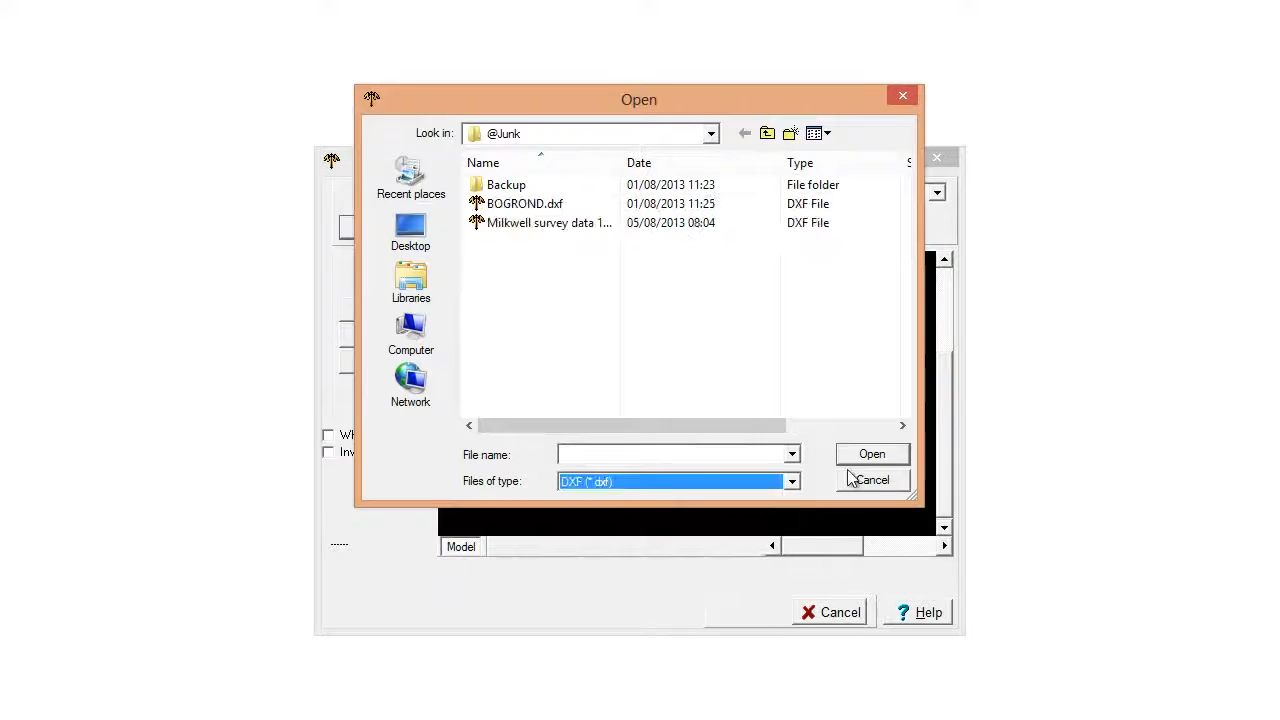 Open
Look in: @Junk
Name Date Type S
Backup 01/08/2013 11:23 File folder
BOGROND.dxf 01/08/2013 11:25 DXF File
Milkwell survey data 1... 05/08/2013 08:04 DXF File
Recent places
Desktop
Libraries
Computer
Network
File name: Open
Files of type: DXF (*.dxf) Cancel
Wh
Inv
-----
Model
Cancel Help